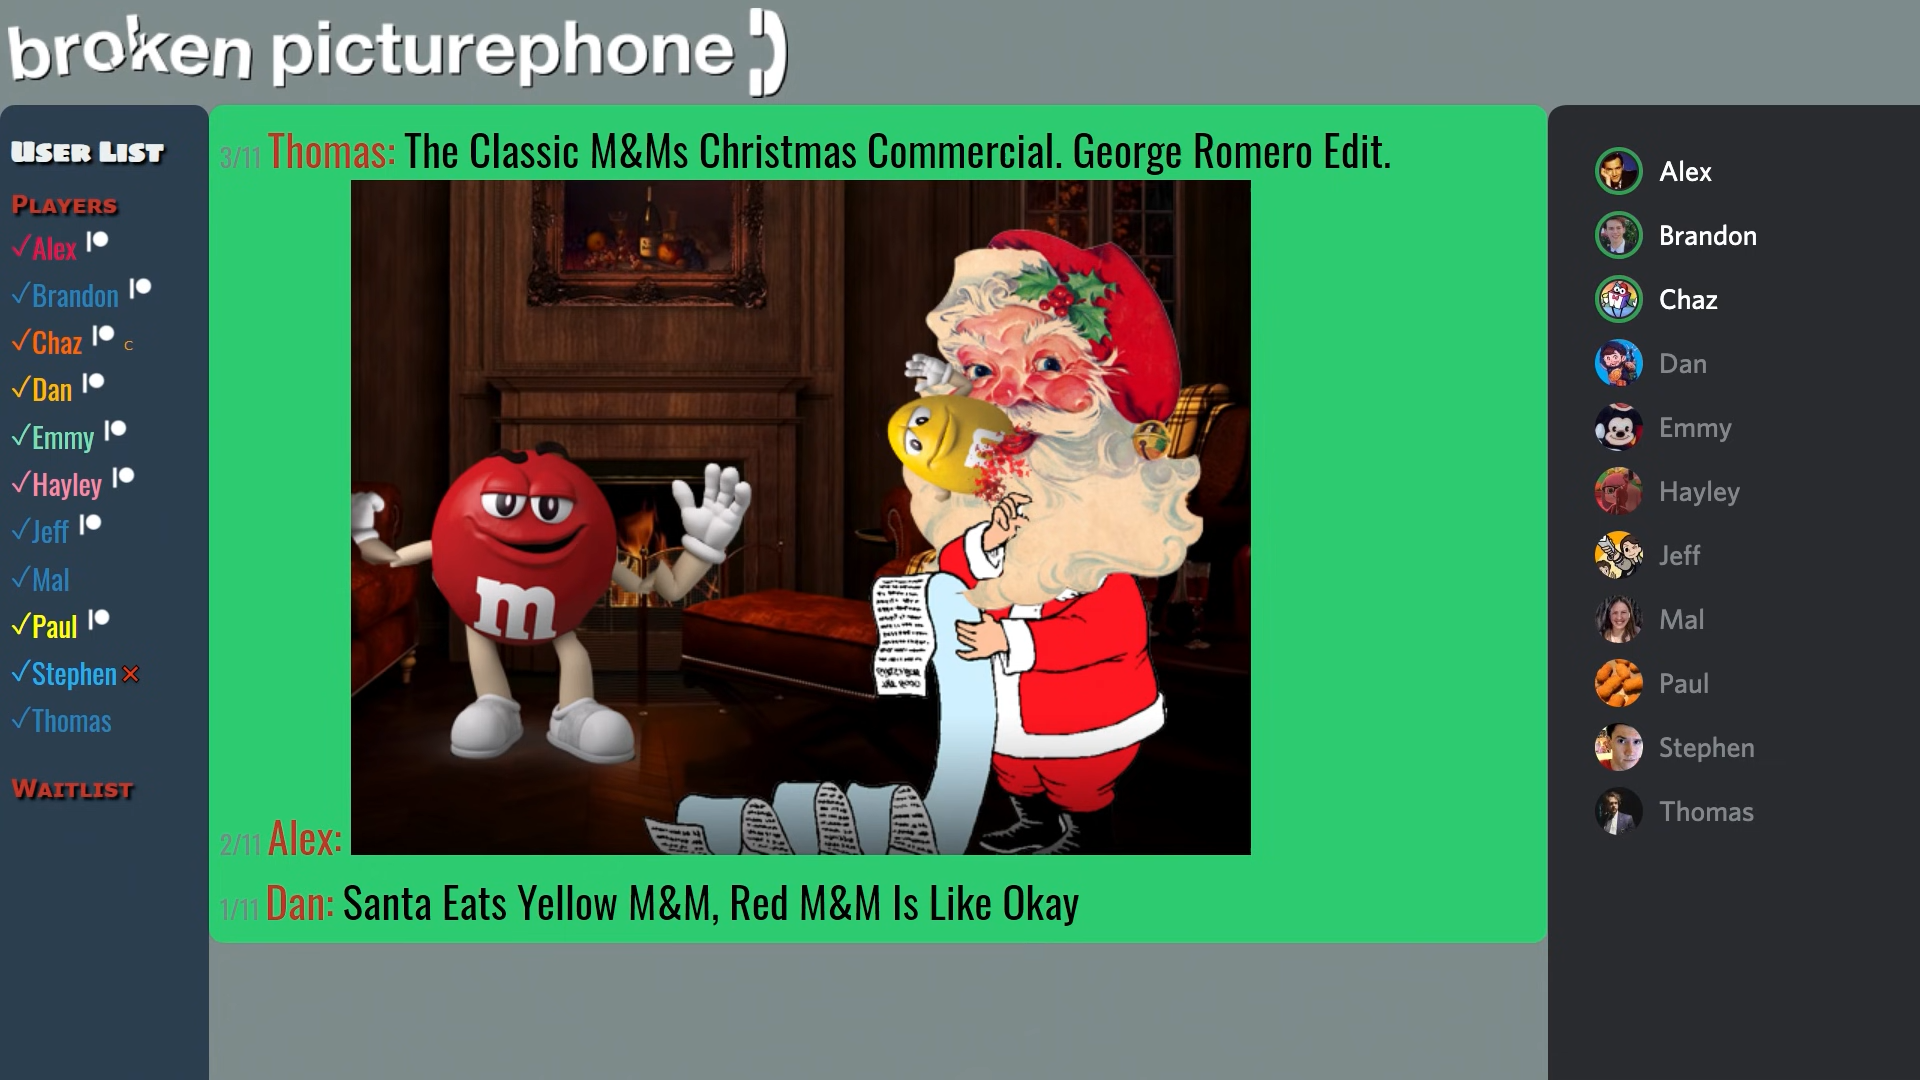 broken picturephone
User List
Players
✓Alex
✓Brandon
✓Chaz c
✓Dan
✓Emmy
✓Hayley
✓Jeff
✓Mal
✓Paul
✓Stephen ✕
✓Thomas
Waitlist
3/11 Thomas: The Classic M&Ms Christmas Commercial. George Romero Edit.
m
m
2/11 Alex:
1/11 Dan: Santa Eats Yellow M&M, Red M&M Is Like Okay
Alex
Brandon
Chaz
Dan
Emmy
Hayley
Jeff
Mal
Paul
Stephen
Thomas